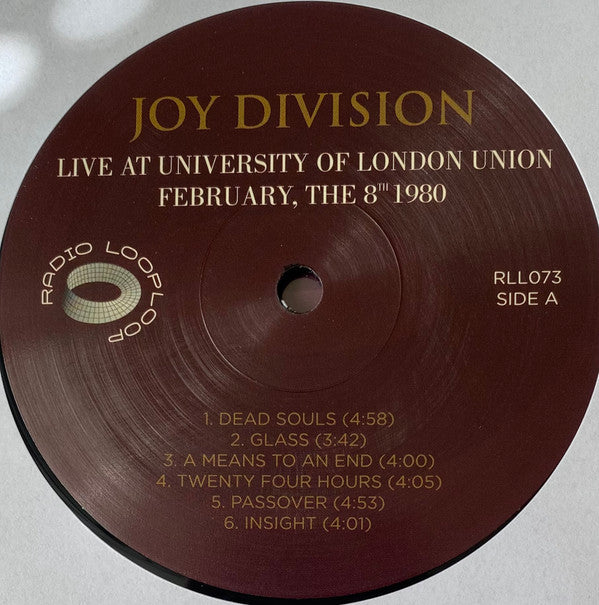 JOY DIVISION
LIVE AT UNIVERSITY OF LONDON UNION
FEBRUARY, THE 8TH 1980
RADIO LOOP LOOP
RLL073
SIDE A
1. DEAD SOULS (4:58)
2. GLASS (3:42)
3. A MEANS TO AN END (4:00)
4. TWENTY FOUR HOURS (4:05)
5. PASSOVER (4:53)
6. INSIGHT (4:01)